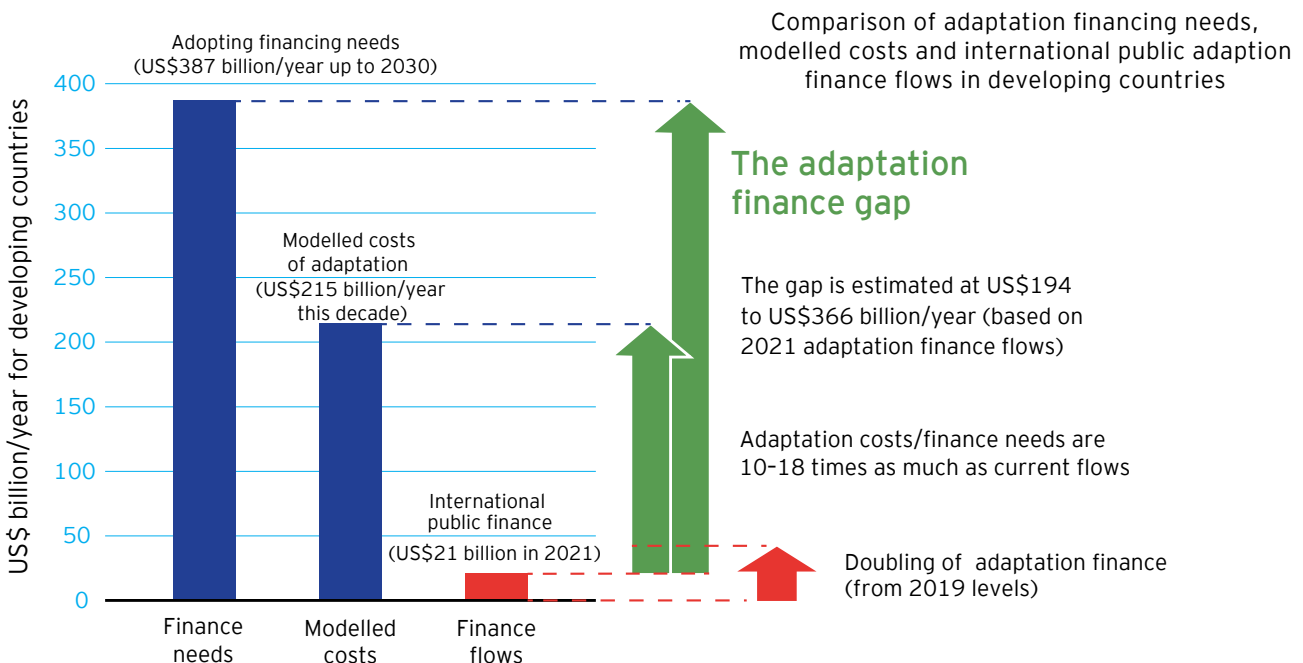 Comparison of adaptation financing needs,
modelled costs and international public adaption
finance flows in developing countries
US$ billion/year for developing countries
400
350
300
250
200
150
100
50
0
Adopting financing needs
(US$387 billion/year up to 2030)
Modelled costs
of adaptation
(US$215 billion/year
this decade)
International
public finance
(US$21 billion in 2021)
Finance
needs
Modelled
costs
Finance
flows
The adaptation
finance gap
The gap is estimated at US$194
to US$366 billion/year (based on
2021 adaptation finance flows)
Adaptation costs/finance needs are
10–18 times as much as current flows
Doubling of adaptation finance
(from 2019 levels)